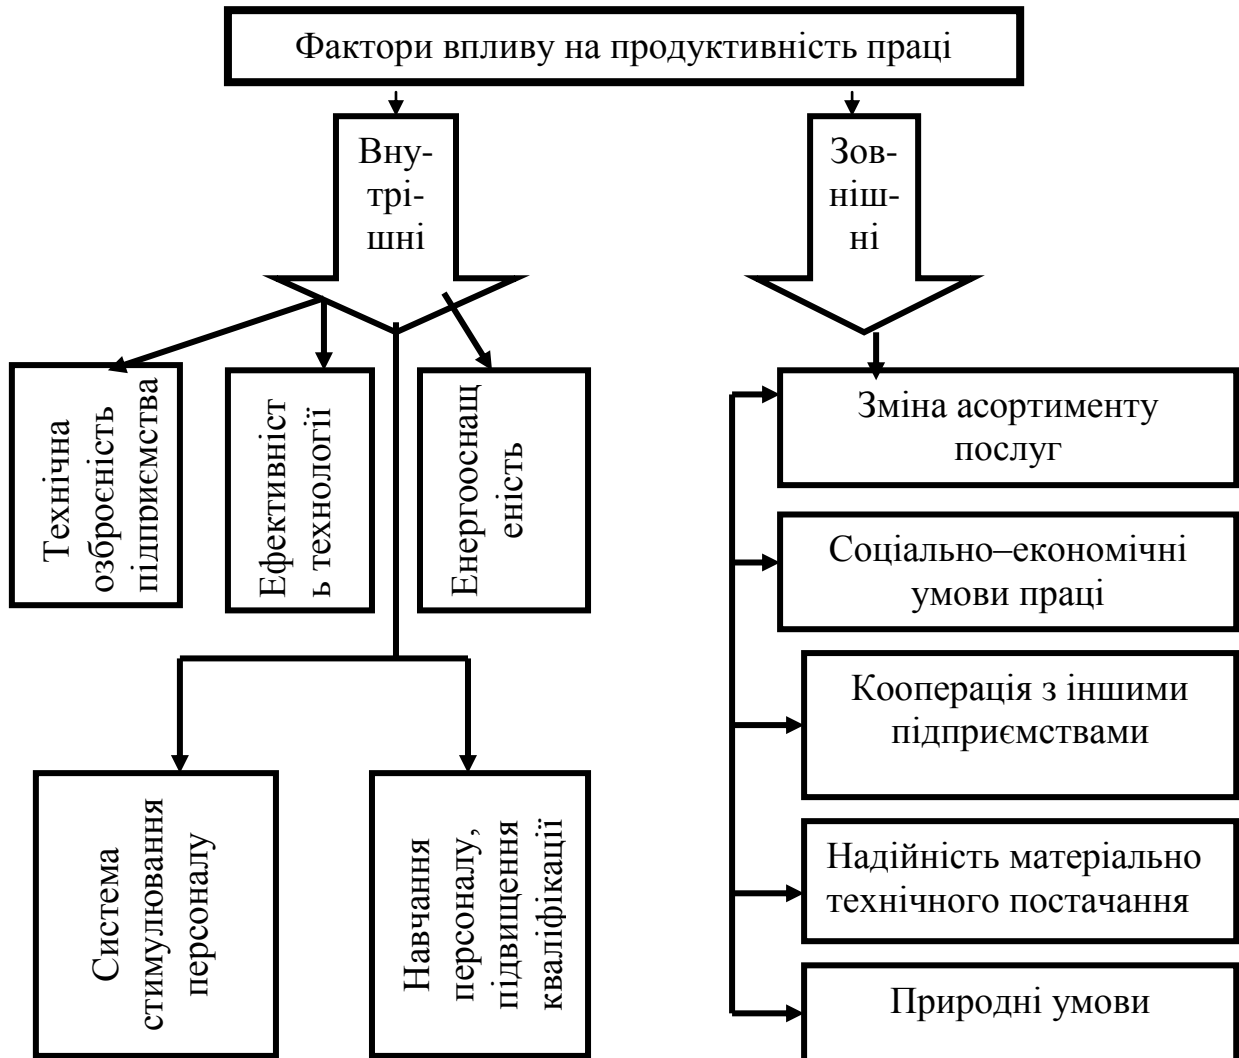 Фактори впливу на продуктивність праці
Вну-
трі-
шні
Зов-
ніш-
ні
Технічна
озброєність
підприємства
Ефективніст
ь технології
Енергооснащ
еність
Зміна асортименту
послуг
Соціально–економічні
умови праці
Кооперація з іншими
підприємствами
Система
стимулювання
персоналу
Навчання
персоналу,
підвищення
кваліфікації
Надійність матеріально
технічного постачання
Природні умови